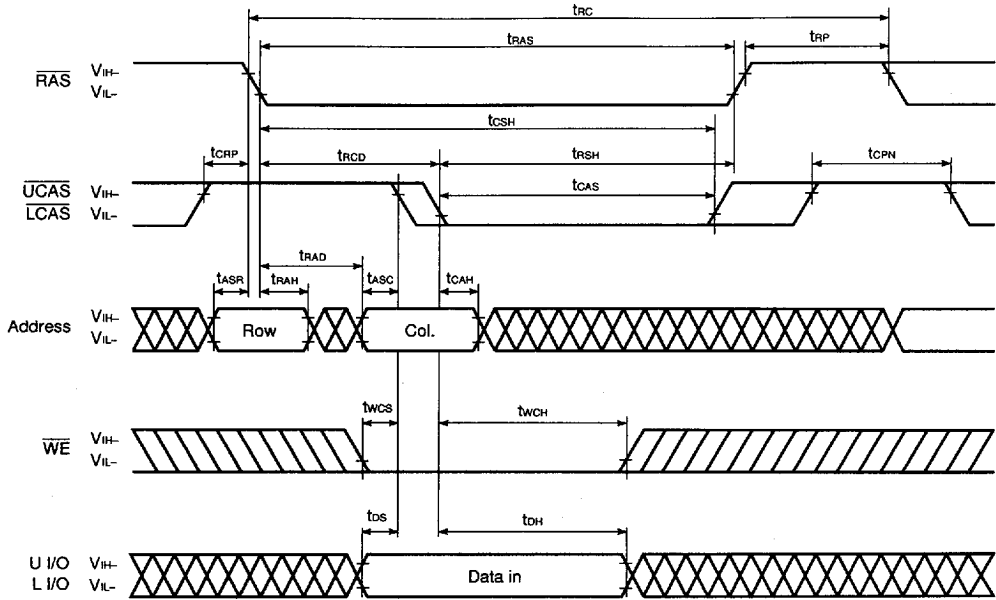 tRC
tRAS tRP
RAS VIH–
VIL–
tCSH
tCRP tRCD tRSH tCPN
UCAS VIH–
LCAS VIL–
tCAS
tRAD
tASR tRAH tASC tCAH
Address VIH–
VIL–
Row Col.
tWCS tWCH
WE VIH–
VIL–
tDS tDH
U I/O VIH–
L I/O VIL–
Data in